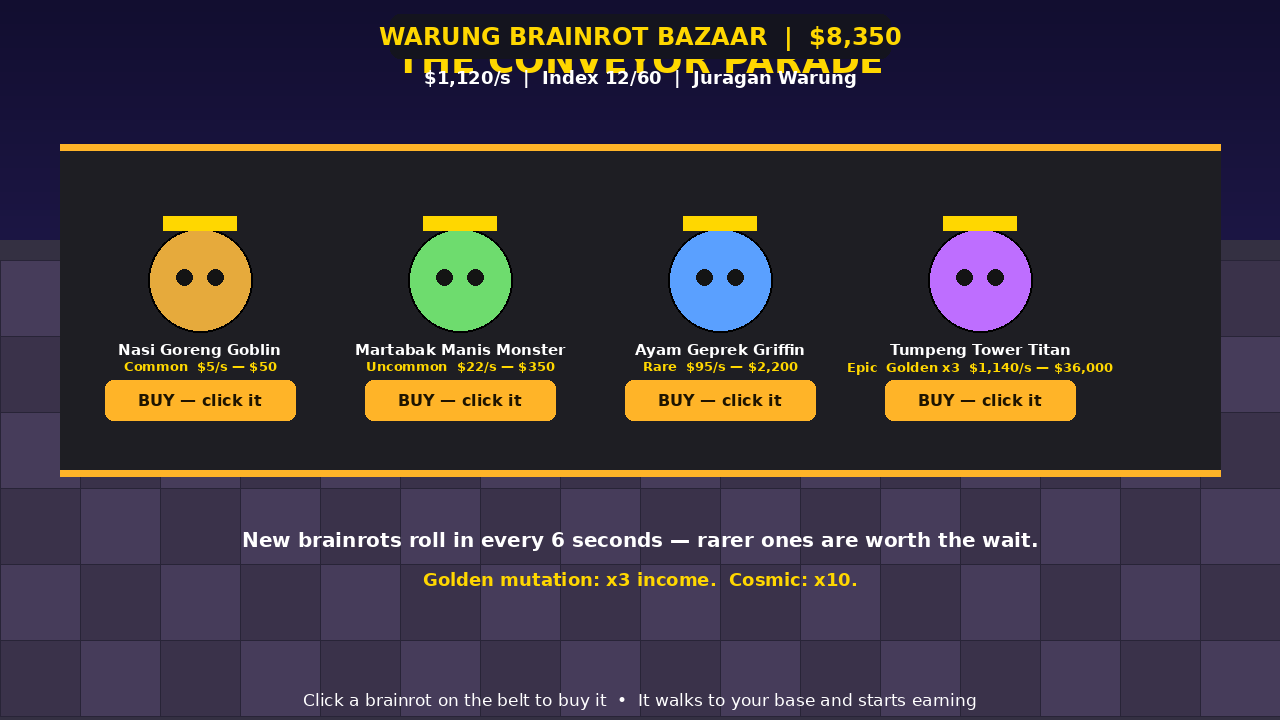 WARUNG BRAINROT BAZAAR | $8,350
THE CONVEYOR PARADE
$1,120/s | Index 12/60 | Juragan Warung
Nasi Goreng Goblin
Common $5/s — $50
BUY — click it
Martabak Manis Monster
Uncommon $22/s — $350
BUY — click it
Ayam Geprek Griffin
Rare $95/s — $2,200
BUY — click it
Tumpeng Tower Titan
Epic Golden x3 $1,140/s — $36,000
BUY — click it
New brainrots roll in every 6 seconds — rarer ones are worth the wait.
Golden mutation: x3 income. Cosmic: x10.
Click a brainrot on the belt to buy it • It walks to your base and starts earning